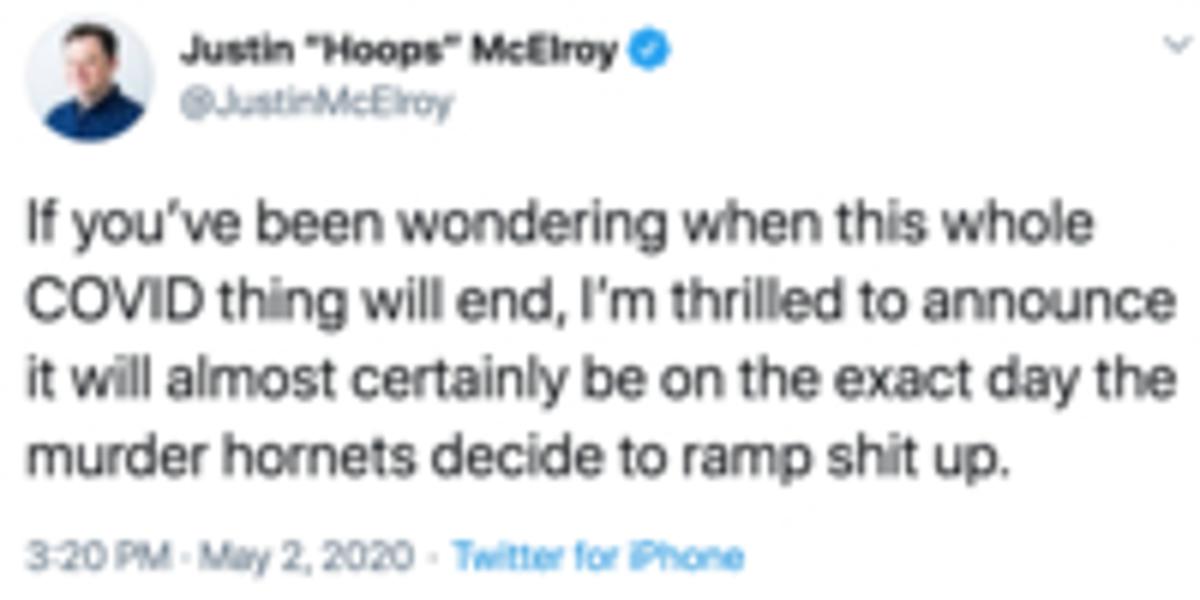 Justin "Hoops" McElroy
@JustinMcElroy
If you've been wondering when this whole
COVID thing will end, I'm thrilled to announce
it will almost certainly be on the exact day the
murder hornets decide to ramp shit up.
3:20 PM · May 2, 2020 · Twitter for iPhone